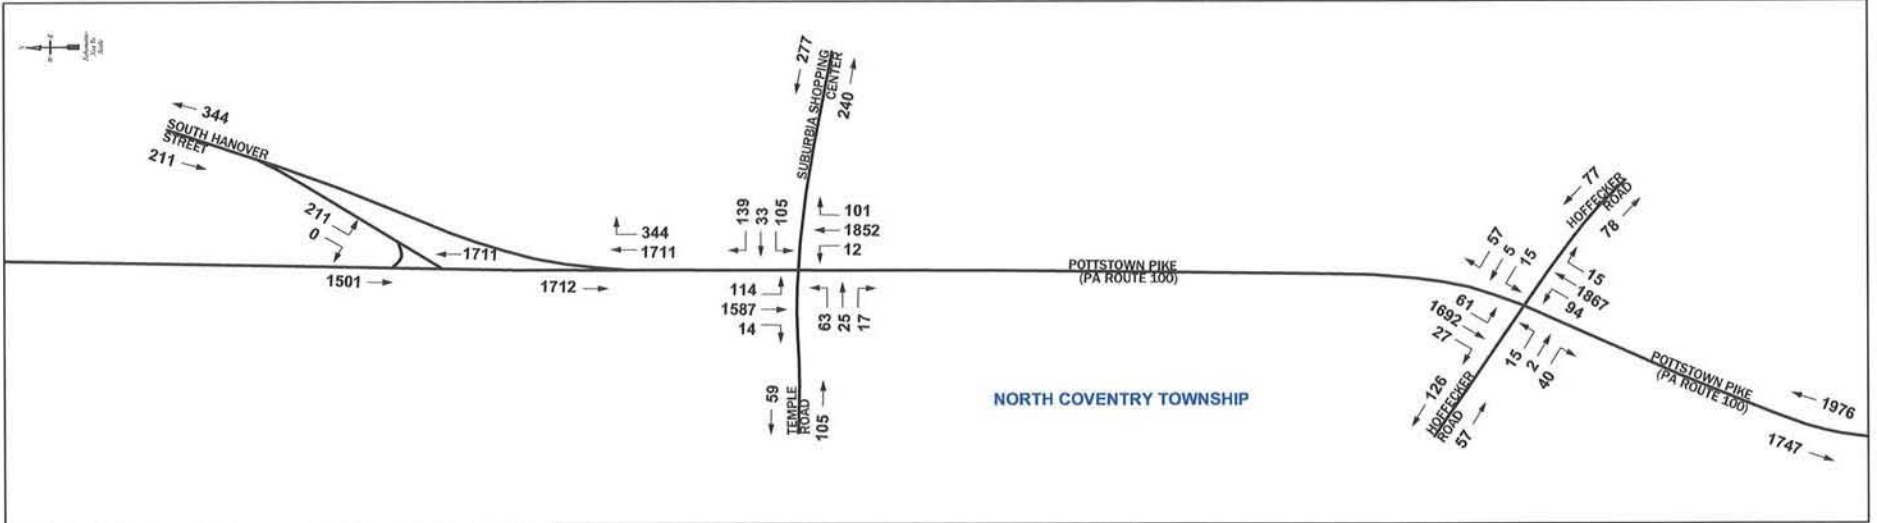 344
SOUTH HANOVER
STREET
211
211
0
1501
1711
1712
344
1711
277
SUBURBIA SHOPPING
CENTER
240
139
33
105
101
1852
12
114
1587
14
63
25
17
59
TEMPLE
ROAD
105
POTTSTOWN PIKE
(PA ROUTE 100)
NORTH COVENTRY TOWNSHIP
77
HOFFECKER
ROAD
78
57
5
15
15
1867
94
61
1692
27
15
2
40
126
HOFFECKER
ROAD
57
POTTSTOWN PIKE
(PA ROUTE 100)
1976
1747